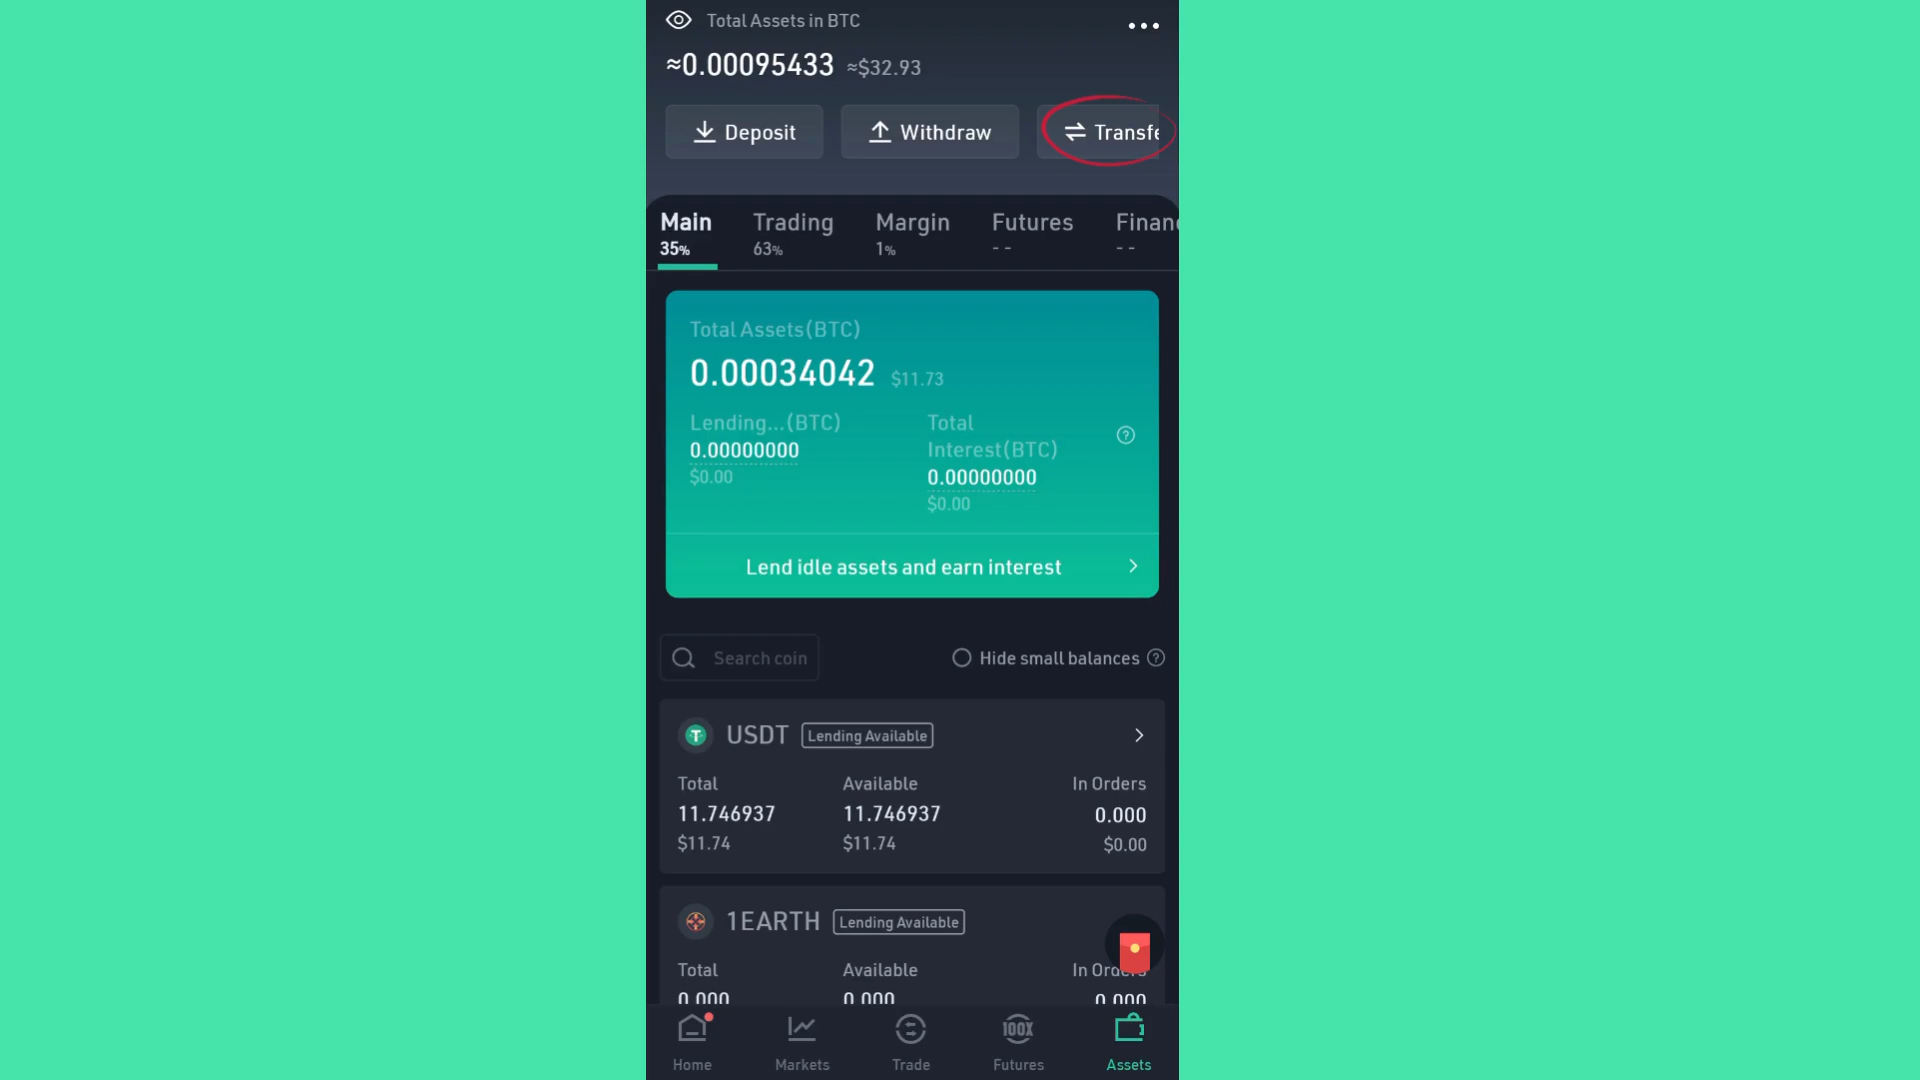 Total Assets in BTC
≈0.00095433 ≈$32.93
Deposit
Withdraw
Transfe
Main
35%
Trading
63%
Margin
1%
Futures
- -
Financ
- -
Total Assets(BTC)
0.00034042 $11.73
Lending...(BTC)
0.00000000
$0.00
Total
Interest(BTC)
0.00000000
$0.00
?
Lend idle assets and earn interest
Search coin
Hide small balances ?
USDT Lending Available
Total
11.746937
$11.74
Available
11.746937
$11.74
In Orders
0.000
$0.00
1EARTH Lending Available
Total
0.000
Available
0.000
In Orders
0.000
100X
Home
Markets
Trade
Futures
Assets